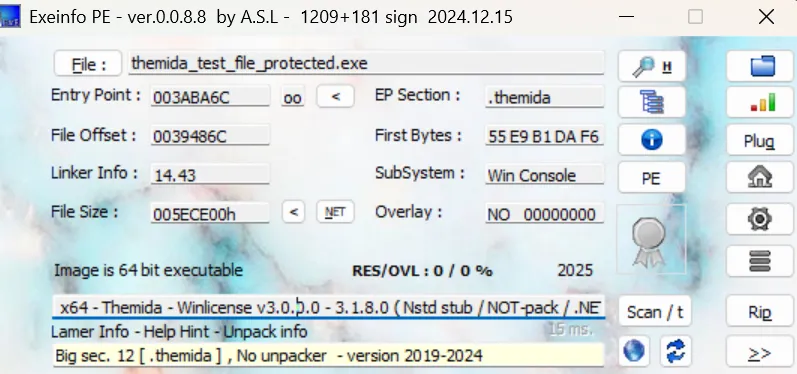 Exeinfo PE - ver.0.0.8.8 by A.S.L - 1209+181 sign 2024.12.15
File : themida_test_file_protected.exe H
Entry Point : 003ABA6C oo < EP Section : .themida
File Offset : 0039486C First Bytes : 55 E9 B1 DA F6 Plug
Linker Info : 14.43 SubSystem : Win Console PE
File Size : 005ECE00h < NET Overlay : NO 00000000
Image is 64 bit executable RES/OVL : 0 / 0 % 2025
x64 - Themida - Winlicense v3.0.0.0 - 3.1.8.0 ( Nstd stub / NOT-pack / .NE Scan / t Rip
Lamer Info - Help Hint - Unpack info 15 ms.
Big sec. 12 [ .themida ] , No unpacker - version 2019-2024 >>